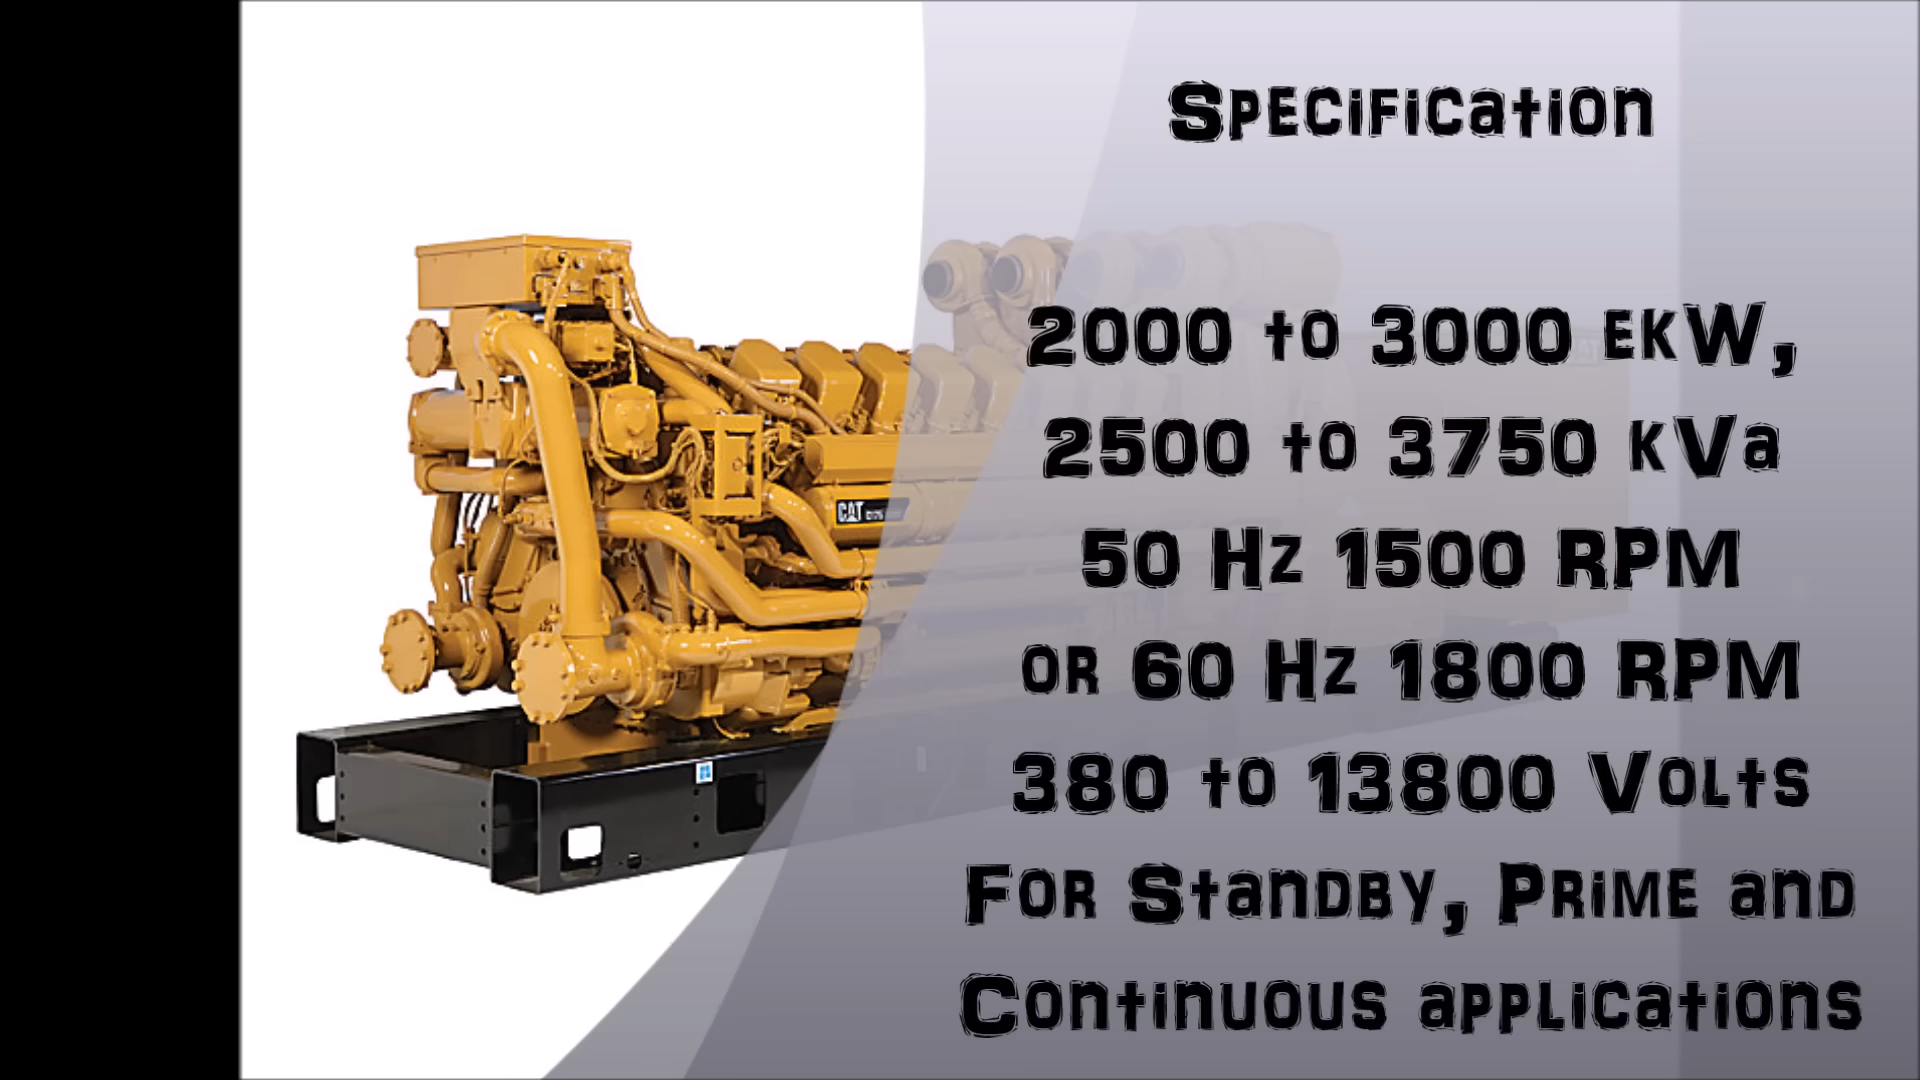 Specification
2000 to 3000 ekW,
2500 to 3750 kVa
50 Hz 1500 RPM
or 60 Hz 1800 RPM
380 to 13800 Volts
For Standby, Prime and
Continuous applications
CAT